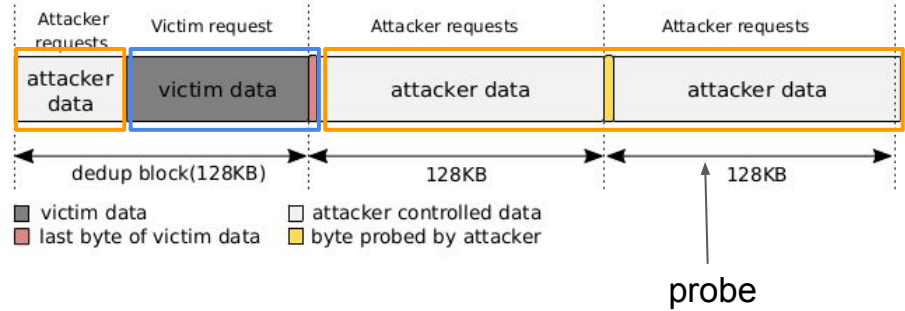 Attacker
requests
Victim request
Attacker requests
Attacker requests
attacker
data
victim data
attacker data
attacker data
dedup block(128KB)
128KB
128KB
victim data
attacker controlled data
last byte of victim data
byte probed by attacker
probe